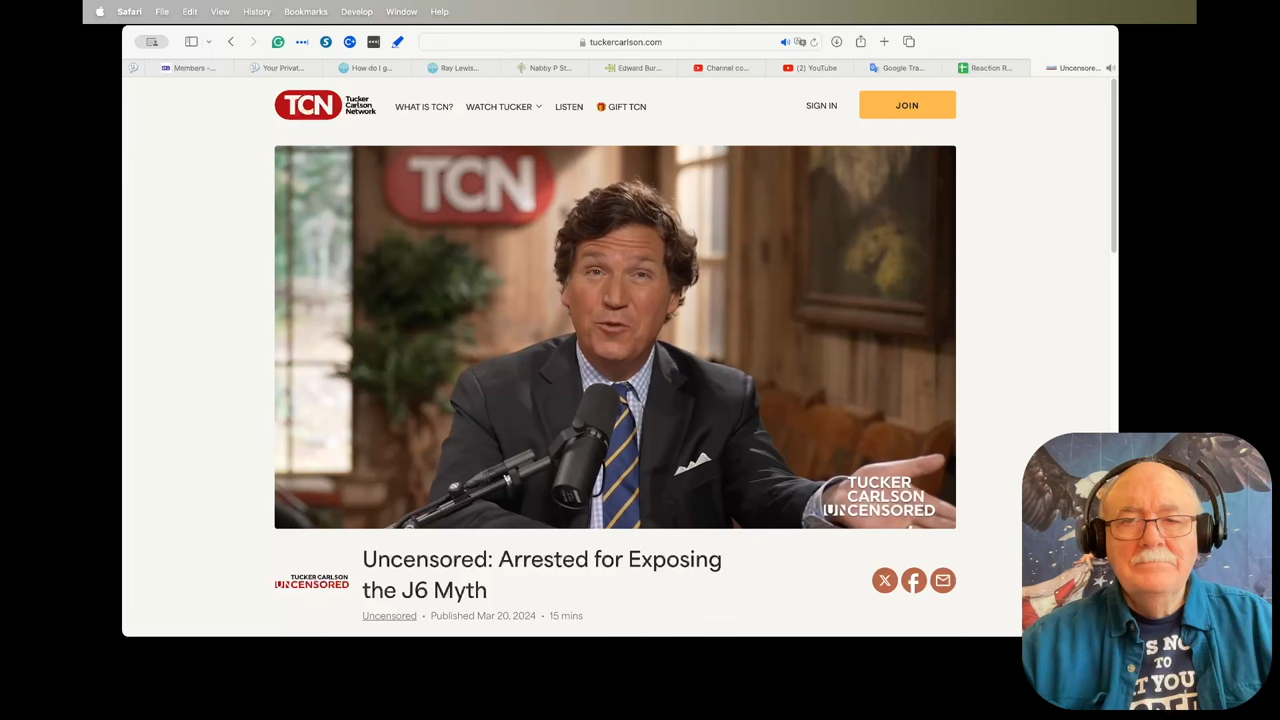 Safari File Edit View History Bookmarks Develop Window Help
tuckercarlson.com
Members –... Your Privat... How do I g... Ray Lewis... Nabby P St... Edward Bur... Channel co... (2) YouTube Google Tra... Reaction R... Uncensore...
TCN Tucker Carlson Network WHAT IS TCN? WATCH TUCKER LISTEN GIFT TCN SIGN IN JOIN
TCN
TUCKER
CARLSON
UNCENSORED
Uncensored: Arrested for Exposing
the J6 Myth
TUCKER CARLSON
UNCENSORED
Uncensored • Published Mar 20, 2024 • 15 mins
S NO
TO
T YOU